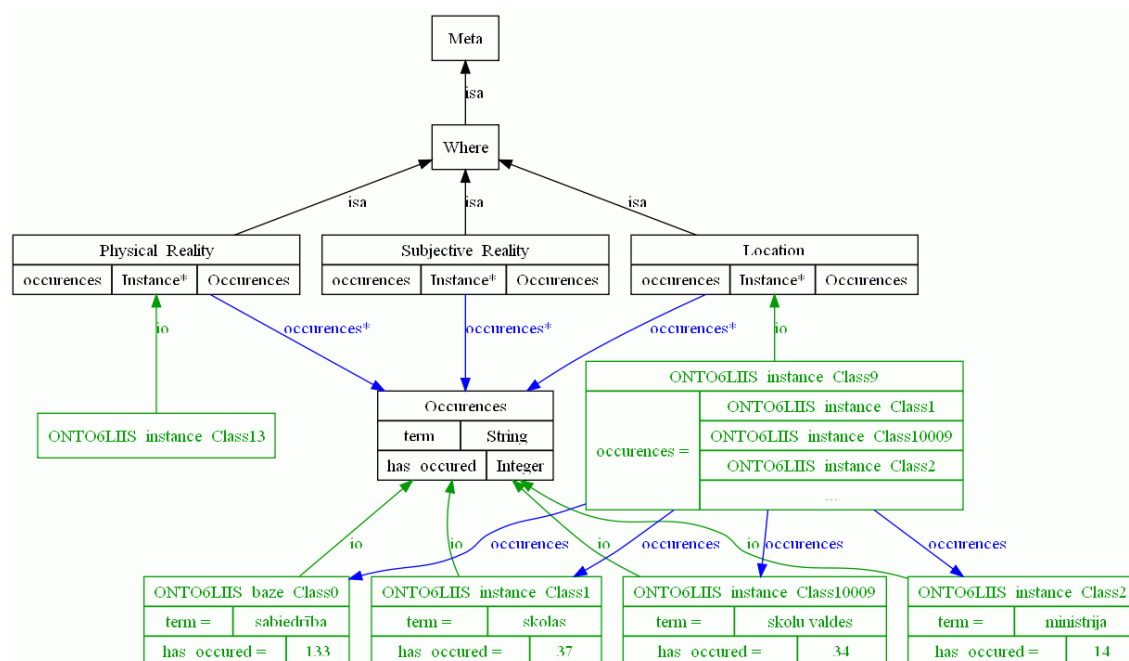 Meta
isa
Where
isa isa isa
Physical Reality Subjective Reality Location
occurences Instance* Occurences occurences Instance* Occurences occurences Instance* Occurences
io occurences* occurences* occurences* io
ONTO6LIIS instance Class9
Occurences
ONTO6LIIS instance Class1
ONTO6LIIS instance Class13
term String
ONTO6LIIS instance Class10009
occurences =
has occured Integer
ONTO6LIIS instance Class2
...
io io io io occurences occurences occurences occurences
ONTO6LIIS baze Class0 ONTO6LIIS instance Class1 ONTO6LIIS instance Class10009 ONTO6LIIS instance Class2
term = sabiedrība term = skolas term = skolu valdes term = ministrija
has occured = 133 has occured = 37 has occured = 34 has occured = 14